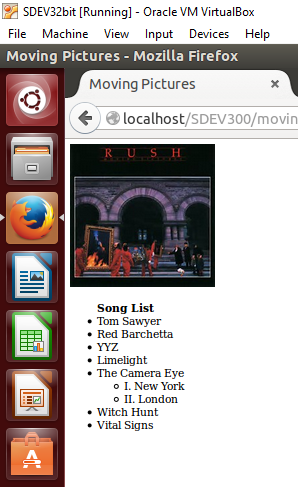 SDEV32bit [Running] - Oracle VM VirtualBox
File Machine View Input Devices Help
Moving Pictures - Mozilla Firefox
Moving Pictures ×
localhost/SDEV300/movin
RUSH
Song List
• Tom Sawyer
• Red Barchetta
• YYZ
• Limelight
• The Camera Eye
◦ I. New York
◦ II. London
• Witch Hunt
• Vital Signs